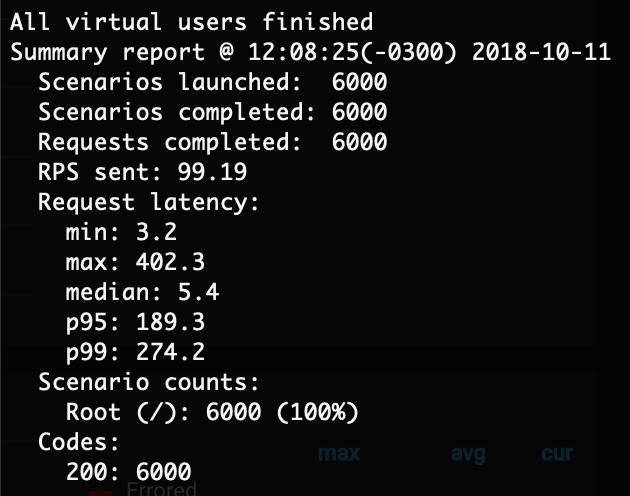 All virtual users finished
Summary report @ 12:08:25(-0300) 2018-10-11
Scenarios launched:  6000
Scenarios completed: 6000
Requests completed:  6000
RPS sent: 99.19
Request latency:
min: 3.2
max: 402.3
median: 5.4
p95: 189.3
p99: 274.2
Scenario counts:
Root (/): 6000 (100%)
Codes:
200: 6000
max avg cur
Errored